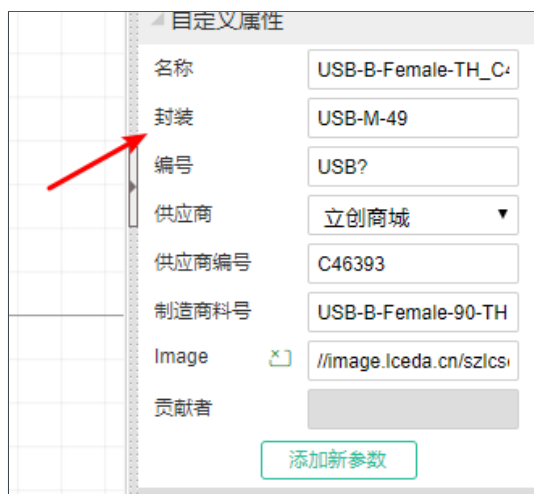 自定义属性
名称 USB-B-Female-TH_C4
封装 USB-M-49
编号 USB?
供应商 立创商城
供应商编号 C46393
制造商料号 USB-B-Female-90-TH
Image //image.lceda.cn/szlcs
贡献者
添加新参数